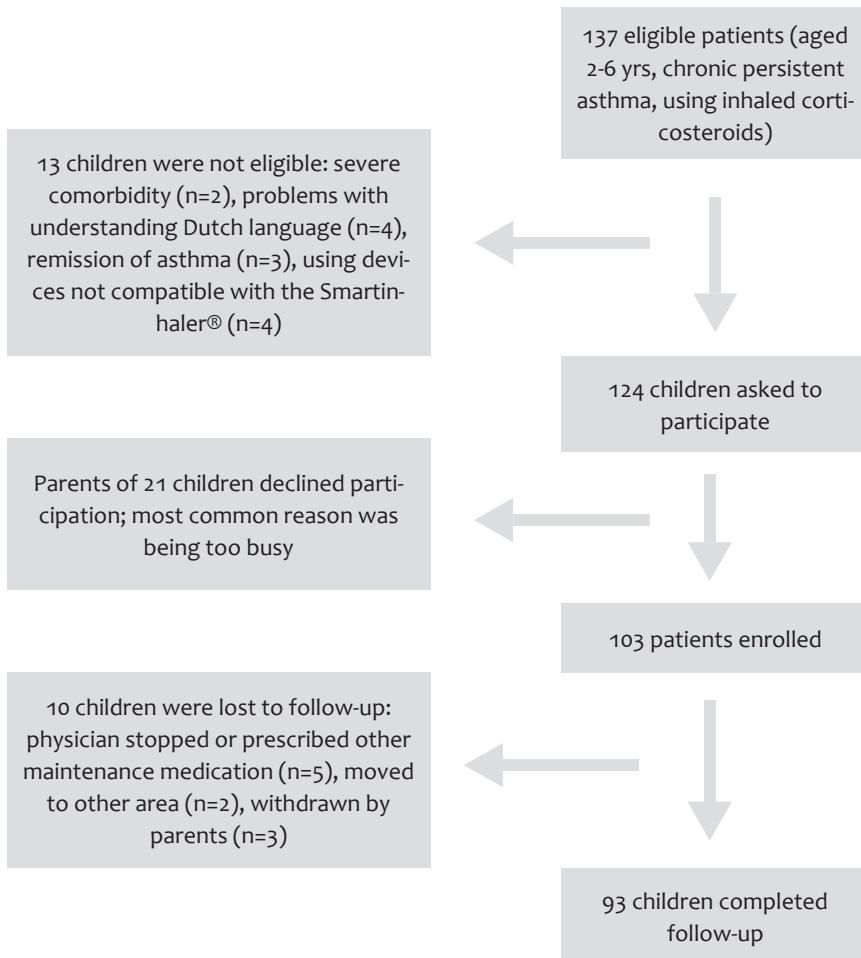 137 eligible patients (aged
2-6 yrs, chronic persistent
asthma, using inhaled corti-
costeroids)
13 children were not eligible: severe
comorbidity (n=2), problems with
understanding Dutch language (n=4),
remission of asthma (n=3), using devi-
ces not compatible with the Smartin-
haler® (n=4)
124 children asked to
participate
Parents of 21 children declined parti-
cipation; most common reason was
being too busy
103 patients enrolled
10 children were lost to follow-up:
physician stopped or prescribed other
maintenance medication (n=5), moved
to other area (n=2), withdrawn by
parents (n=3)
93 children completed
follow-up